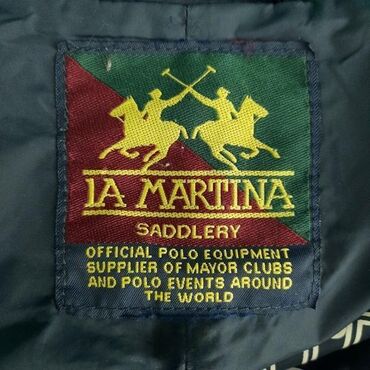 LA MARTINA
SADDLERY
OFFICIAL POLO EQUIPMENT
SUPPLIER OF MAYOR CLUBS
AND POLO EVENTS AROUND
THE WORLD